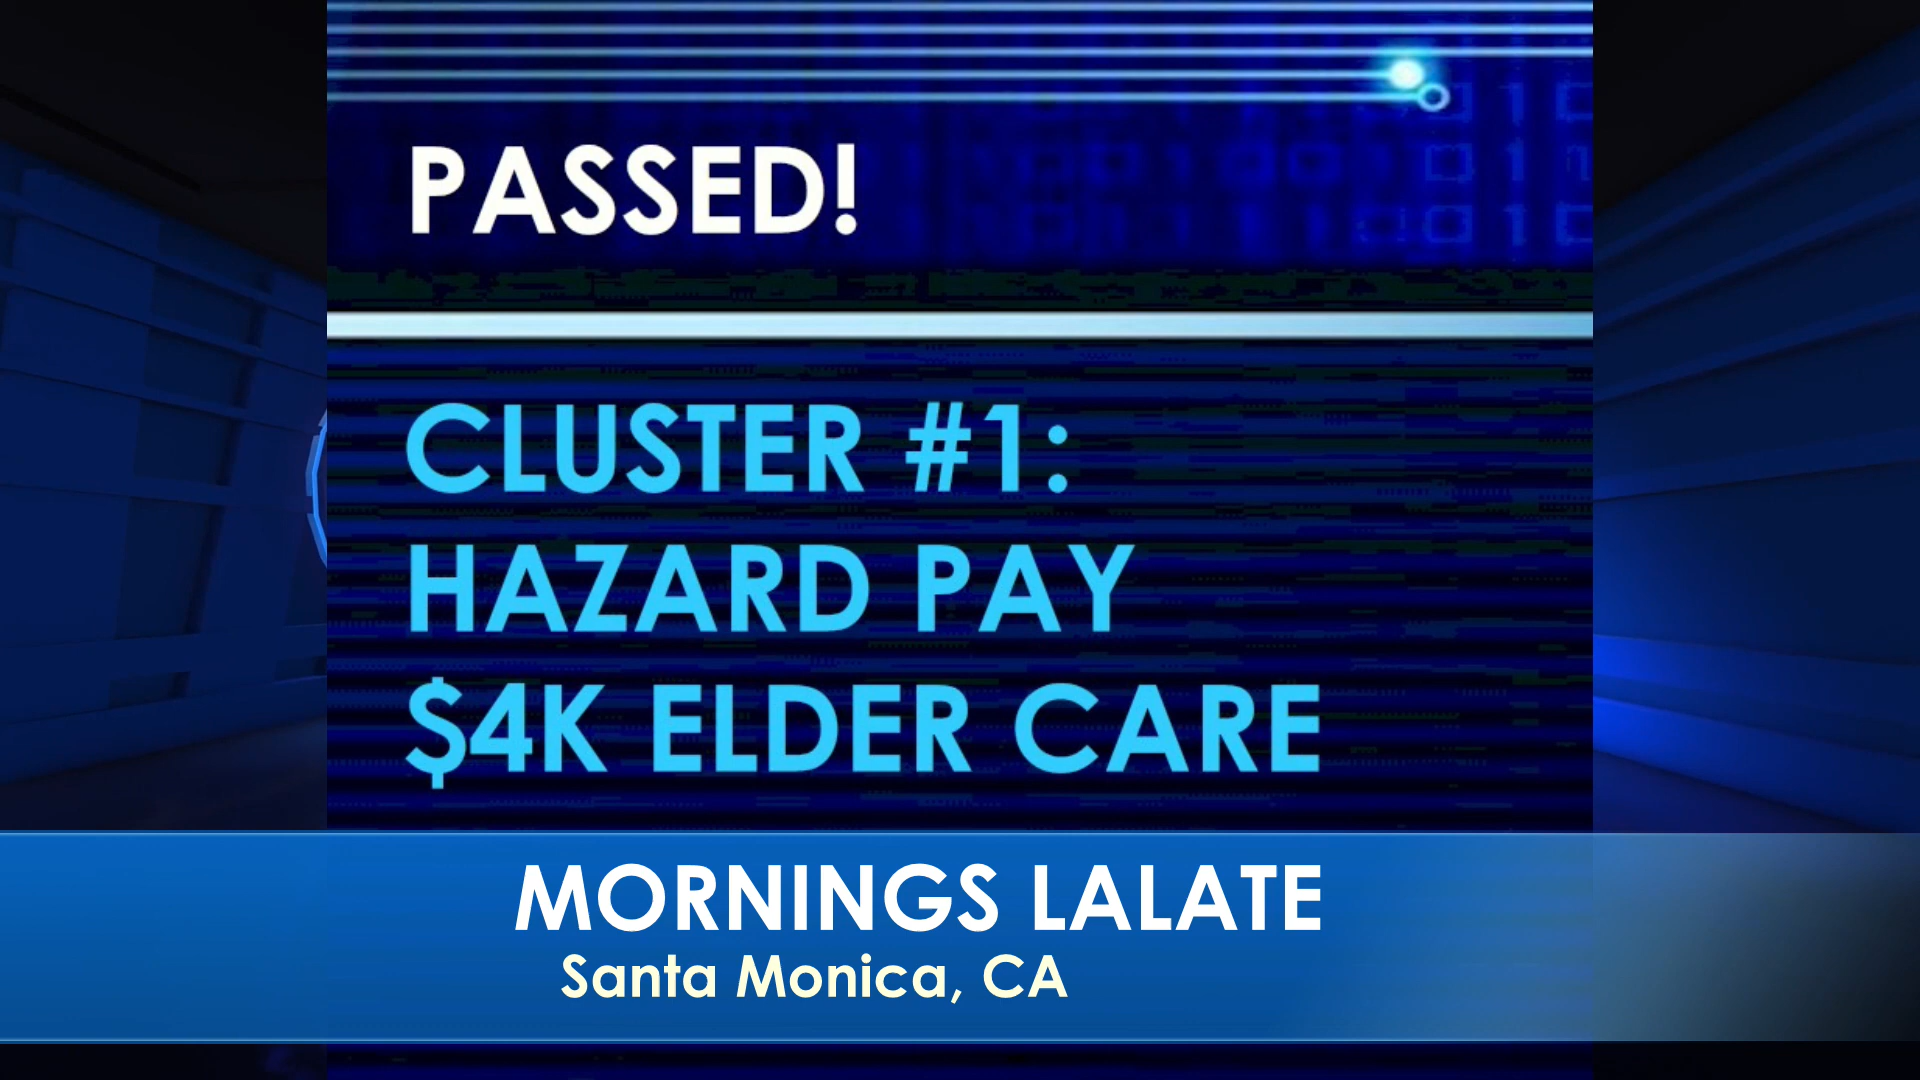 PASSED!
CLUSTER #1:
HAZARD PAY
$4K ELDER CARE
MORNINGS LALATE
Santa Monica, CA